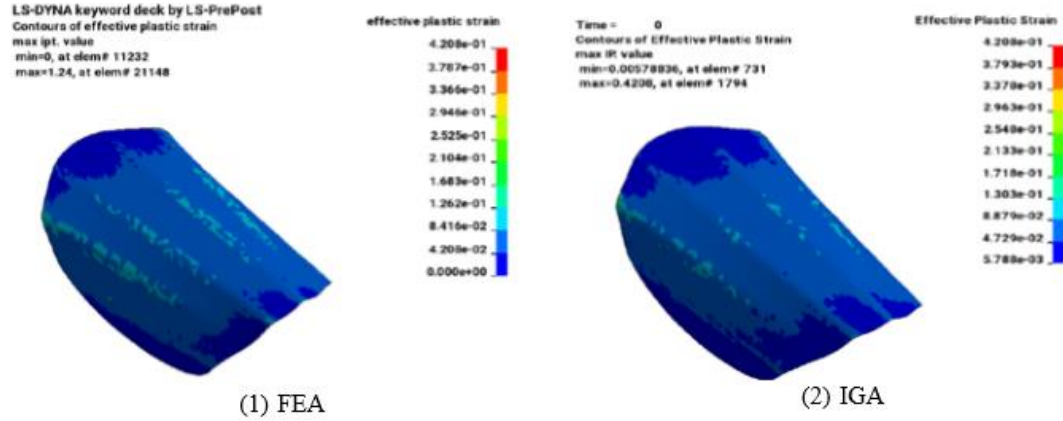 LS-DYNA keyword deck by LS-PrePost
Contours of effective plastic strain
max ipt. value
min=0, at elem# 11232
max=1.24, at elem# 21148
effective plastic strain
4.208e-01
3.787e-01
3.366e-01
2.946e-01
2.525e-01
2.104e-01
1.683e-01
1.262e-01
8.416e-02
4.208e-02
0.000e+00
(1) FEA
Time = 0
Contours of Effective Plastic Strain
max IP. value
min=0.00578836, at elem# 731
max=0.4208, at elem# 1794
Effective Plastic Strain
4.208e-01
3.793e-01
3.378e-01
2.963e-01
2.548e-01
2.133e-01
1.718e-01
1.303e-01
8.879e-02
4.729e-02
5.788e-03
(2) IGA